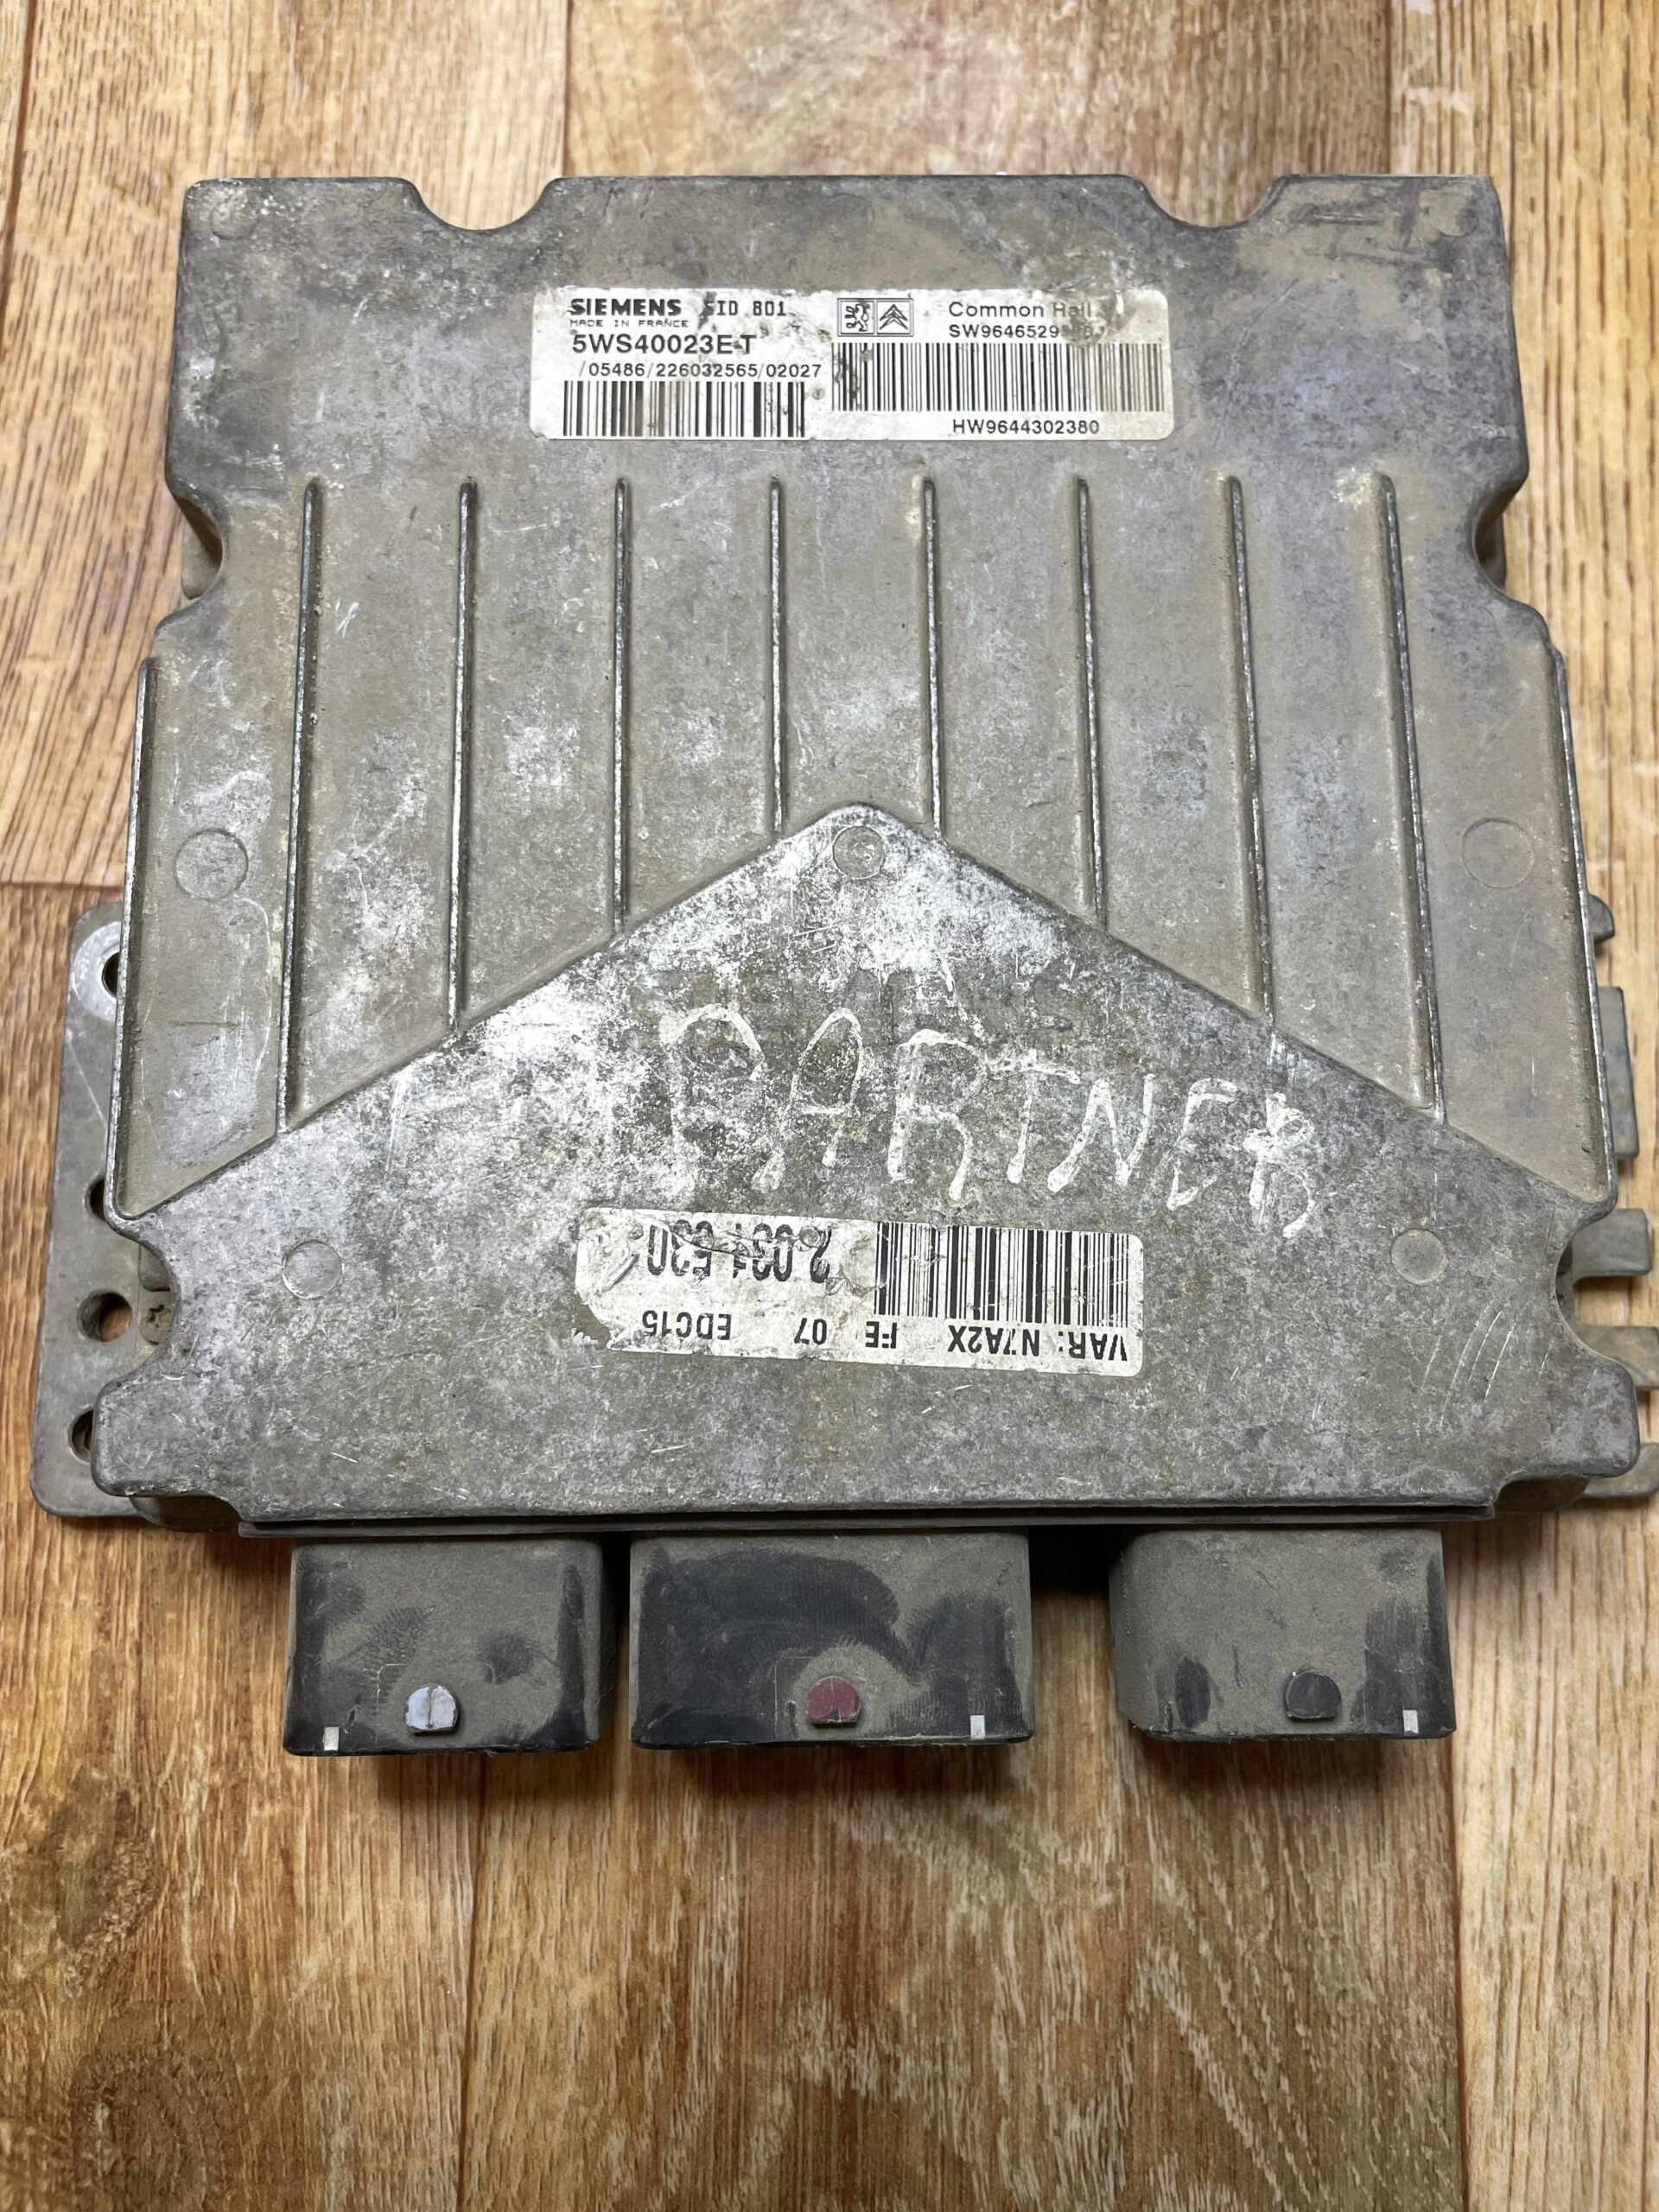 SIEMENS SID 801
MADE IN FRANCE
5WS40023E-T
/05486/226032565/02027
Common Rail
SW9646529
HW9644302380
PARTNER
VAR: N7A2X FE 07 EDC15